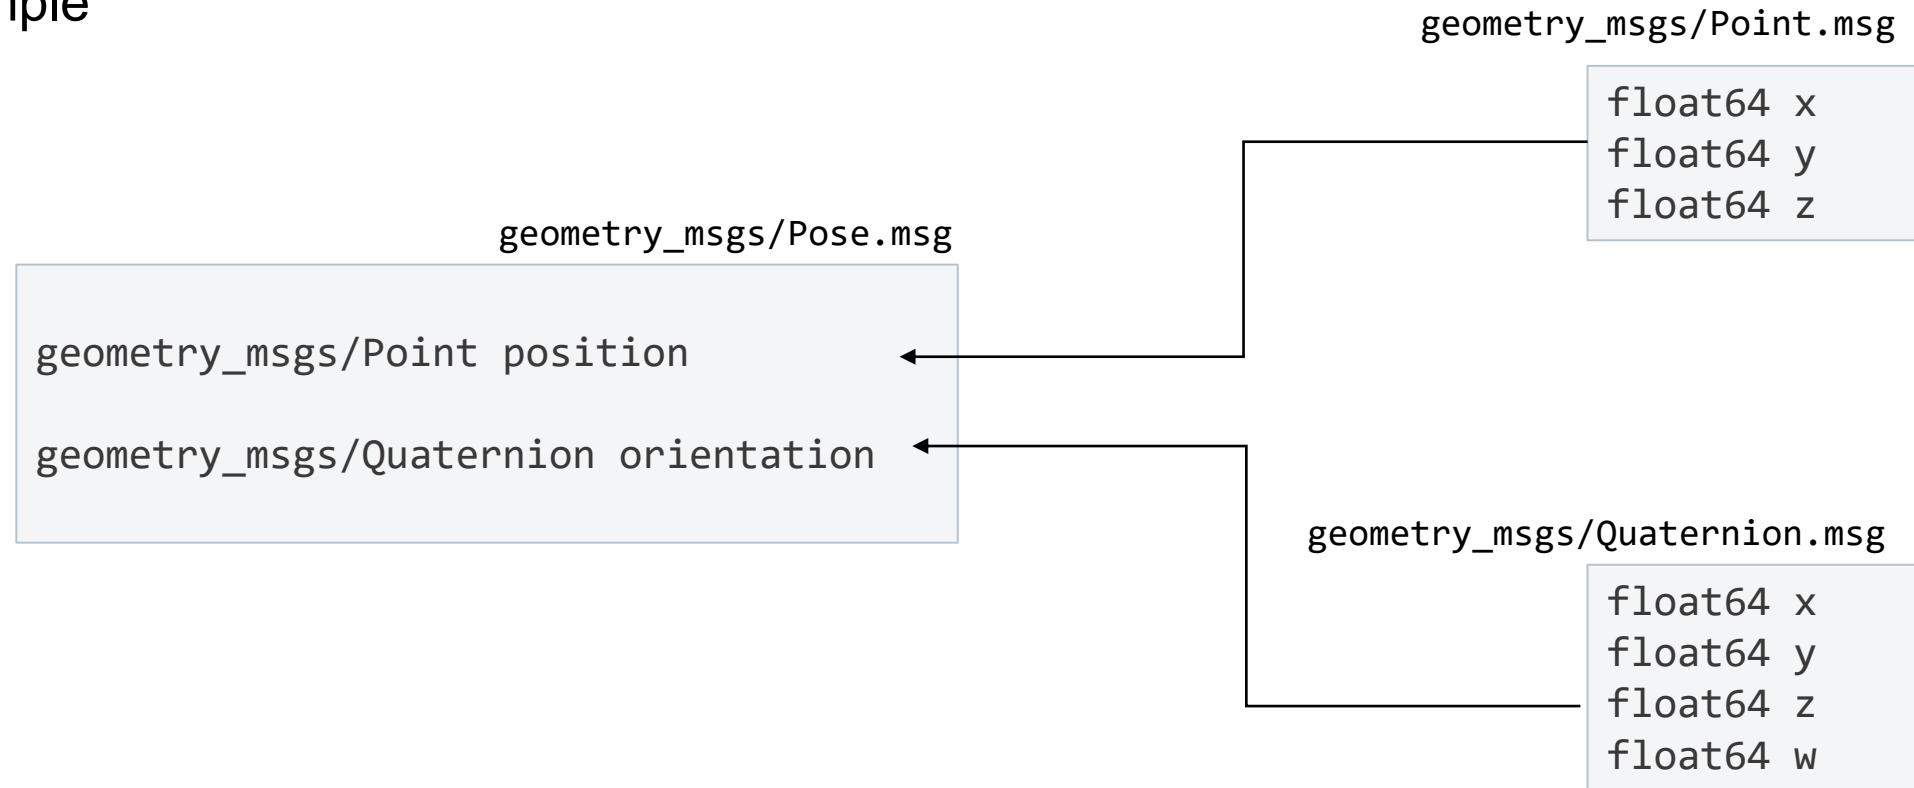 geometry_msgs/Point.msg
float64 x
float64 y
float64 z
geometry_msgs/Pose.msg
geometry_msgs/Point position
geometry_msgs/Quaternion orientation
geometry_msgs/Quaternion.msg
float64 x
float64 y
float64 z
float64 w